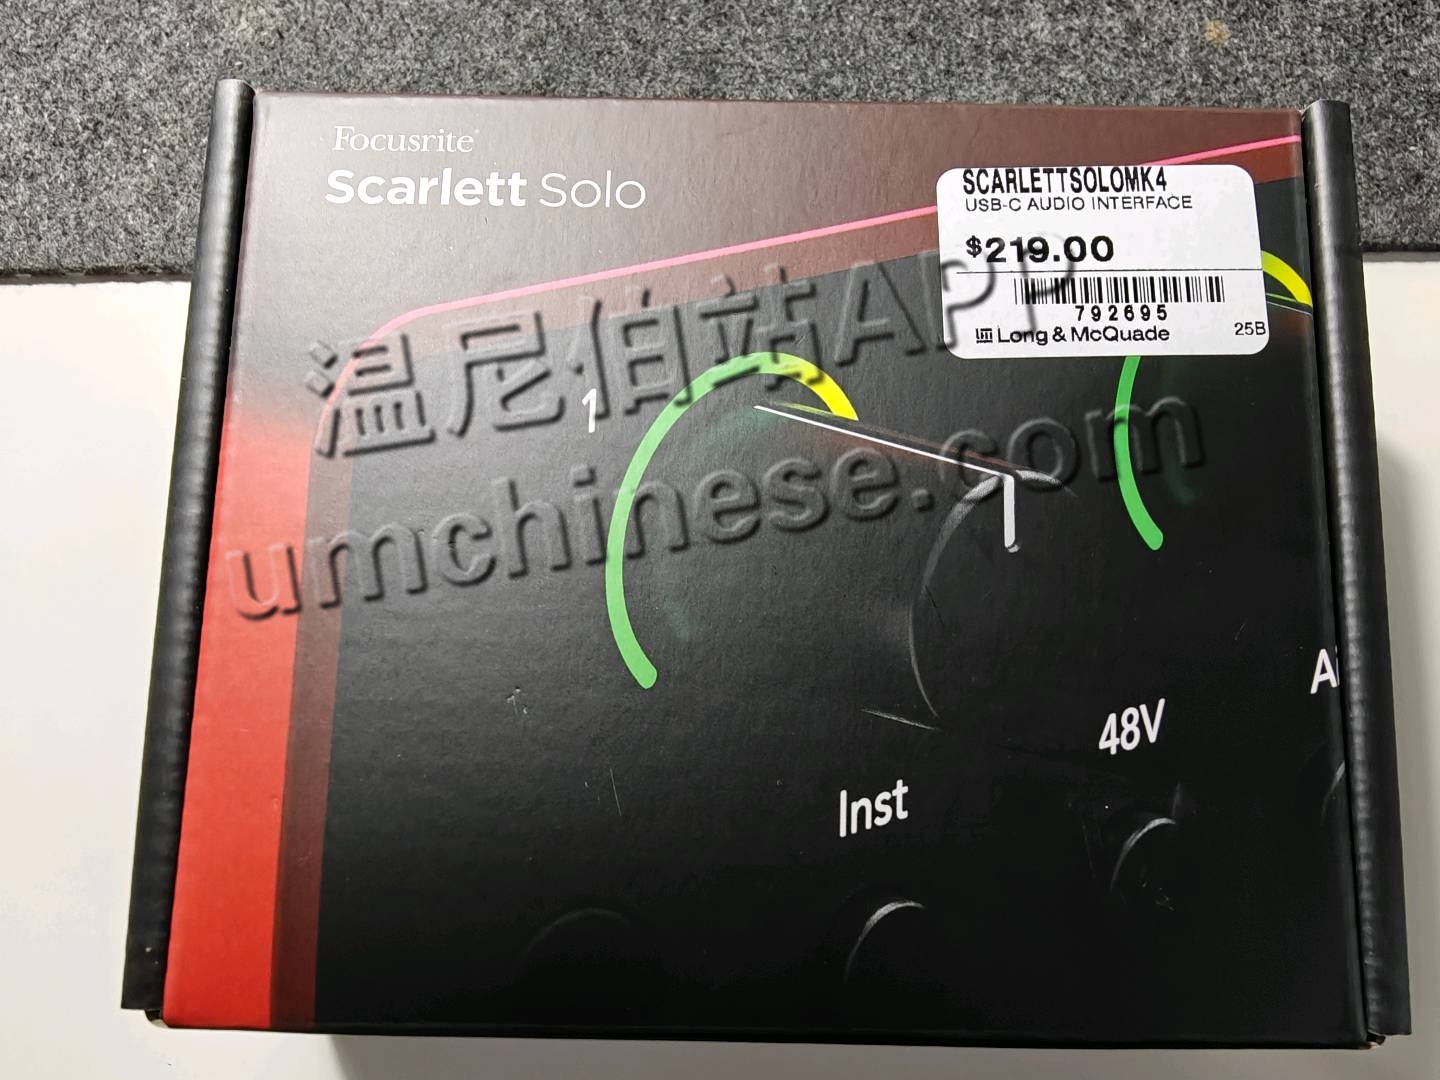 Focusrite
Scarlett Solo
SCARLETTSOLOMK4
USB-C AUDIO INTERFACE
$219.00
792695
Long & McQuade
25B
温尼伯站APP
umchinese.com
1
48V
Inst